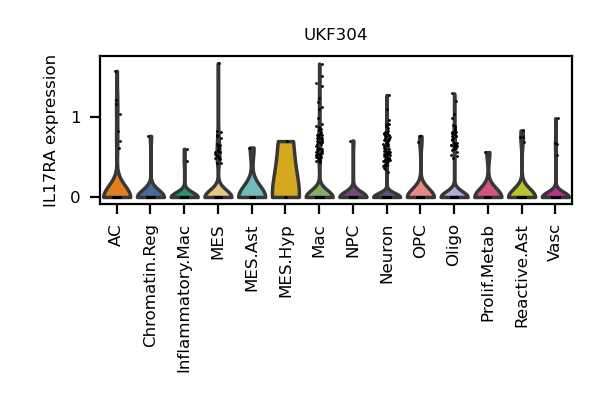 UKF304
IL17RA expression
1
0
AC
Chromatin.Reg
Inflammatory.Mac
MES
MES.Ast
MES.Hyp
Mac
NPC
Neuron
OPC
Oligo
Prolif.Metab
Reactive.Ast
Vasc